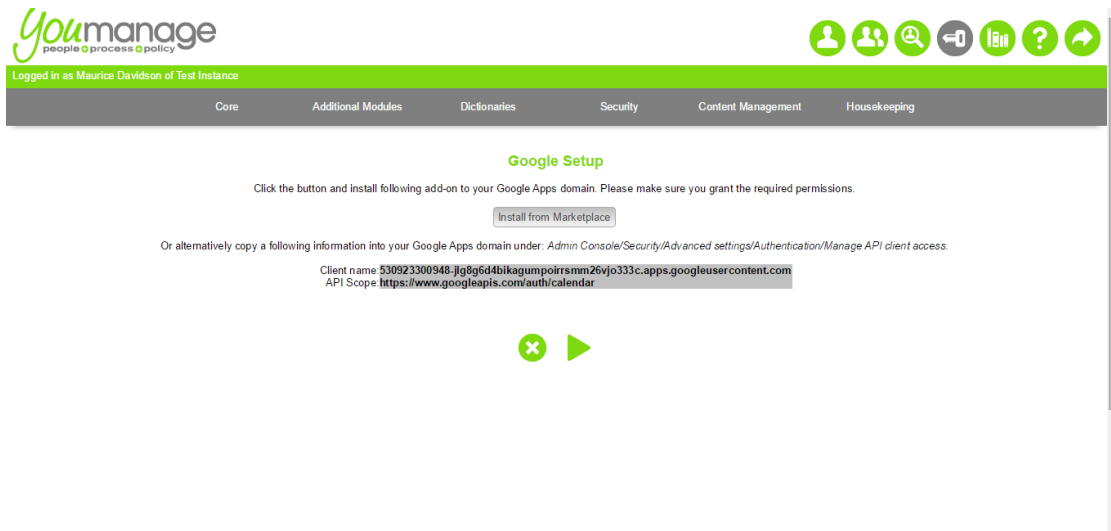 Youmanage
people process policy
Logged in as Maurice Davidson of Test Instance
Core Additional Modules Dictionaries Security Content Management Housekeeping
Google Setup
Click the button and install following add-on to your Google Apps domain. Please make sure you grant the required permissions.
Install from Marketplace
Or alternatively copy a following information into your Google Apps domain under: Admin Console/Security/Advanced settings/Authentication/Manage API client access.
Client name:530923300948-jlg8g6d4bikagumpoirrsmm26vjo333c.apps.googleusercontent.com
API Scope:https://www.googleapis.com/auth/calendar